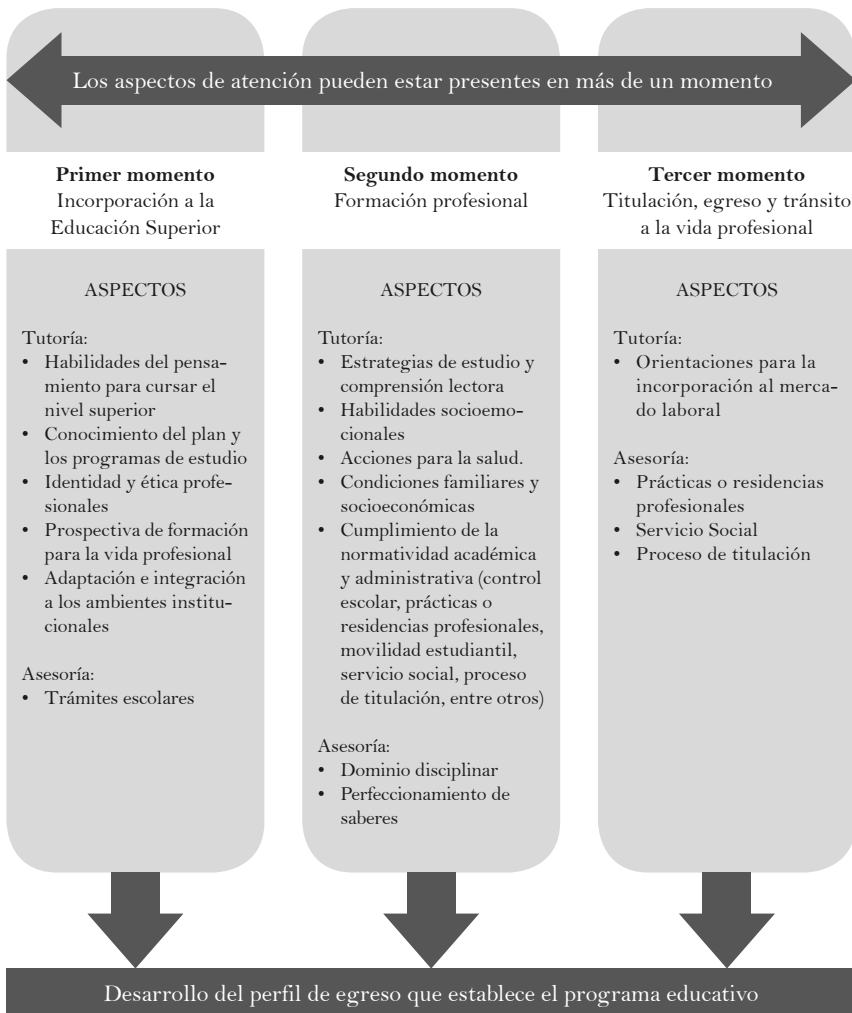 Los aspectos de atención pueden estar presentes en más de un momento
Primer momento
Incorporación a la
Educación Superior
ASPECTOS
Tutoría:
• Habilidades del pensa-
miento para cursar el
nivel superior
• Conocimiento del plan y
los programas de estudio
• Identidad y ética profe-
sionales
• Prospectiva de formación
para la vida profesional
• Adaptación e integración
a los ambientes institu-
cionales
Asesoría:
• Trámites escolares
Segundo momento
Formación profesional
ASPECTOS
Tutoría:
• Estrategias de estudio y
comprensión lectora
• Habilidades socioemo-
cionales
• Acciones para la salud.
• Condiciones familiares y
socioeconómicas
• Cumplimiento de la
normatividad académica
y administrativa (control
escolar, prácticas o
residencias profesionales,
movilidad estudiantil,
servicio social, proceso
de titulación, entre otros)
Asesoría:
• Dominio disciplinar
• Perfeccionamiento de
saberes
Tercer momento
Titulación, egreso y tránsito
a la vida profesional
ASPECTOS
Tutoría:
• Orientaciones para la
incorporación al merca-
do laboral
Asesoría:
• Prácticas o residencias
profesionales
• Servicio Social
• Proceso de titulación
Desarrollo del perfil de egreso que establece el programa educativo